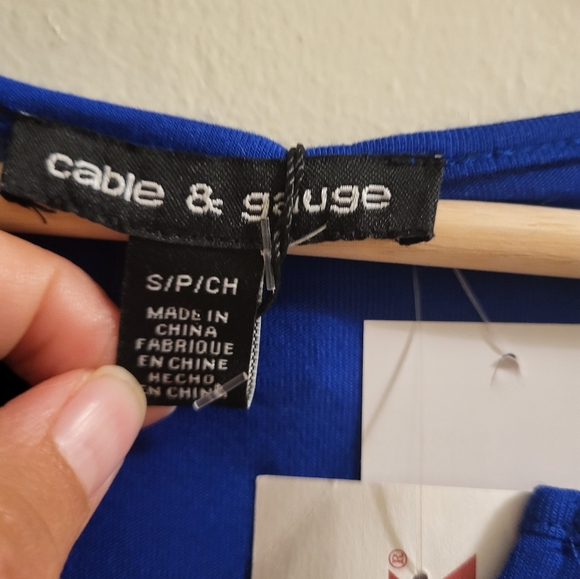 cable & gauge
S/P/CH
MADE IN
CHINA
FABRIQUE
EN CHINE
HECHO
EN CHINA
®